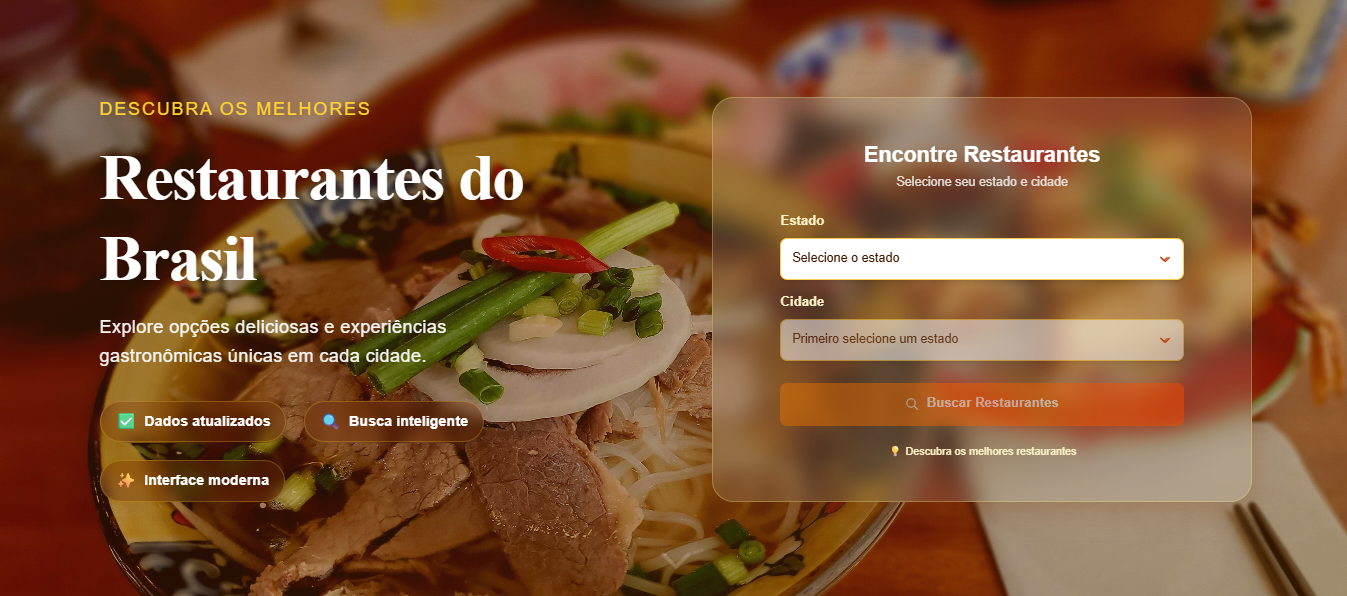 DESCUBRA OS MELHORES
Restaurantes do
Brasil
Explore opções deliciosas e experiências
gastronômicas únicas em cada cidade.
✅ Dados atualizados
🔍 Busca inteligente
✨ Interface moderna
Encontre Restaurantes
Selecione seu estado e cidade
Estado
Selecione o estado
Cidade
Primeiro selecione um estado
Buscar Restaurantes
💡 Descubra os melhores restaurantes